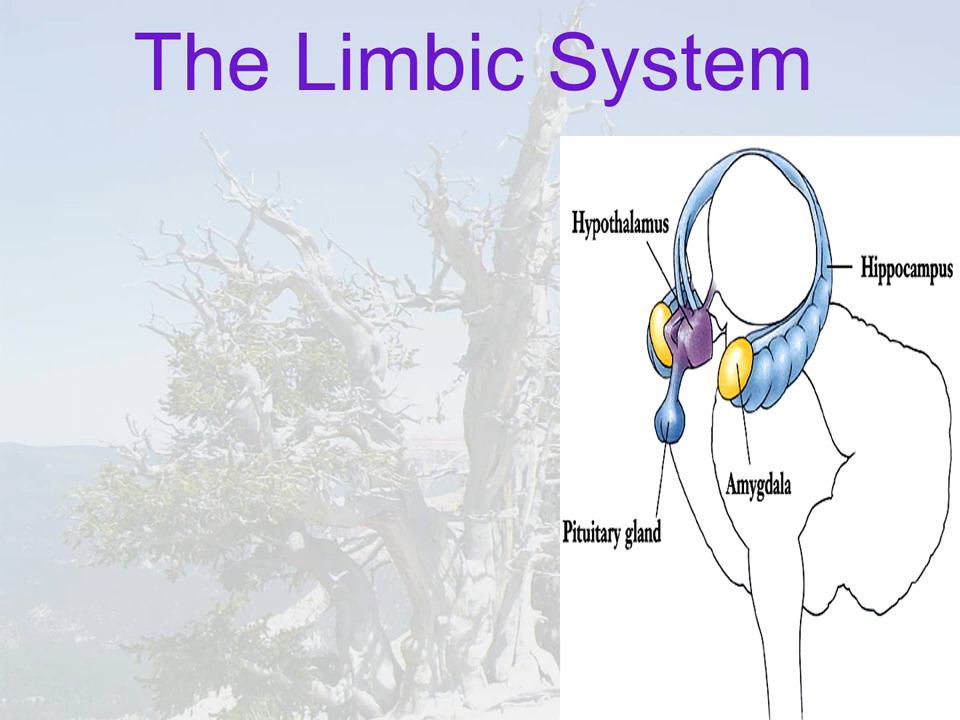 The Limbic System
Hypothalamus
Hippocampus
Amygdala
Pituitary gland